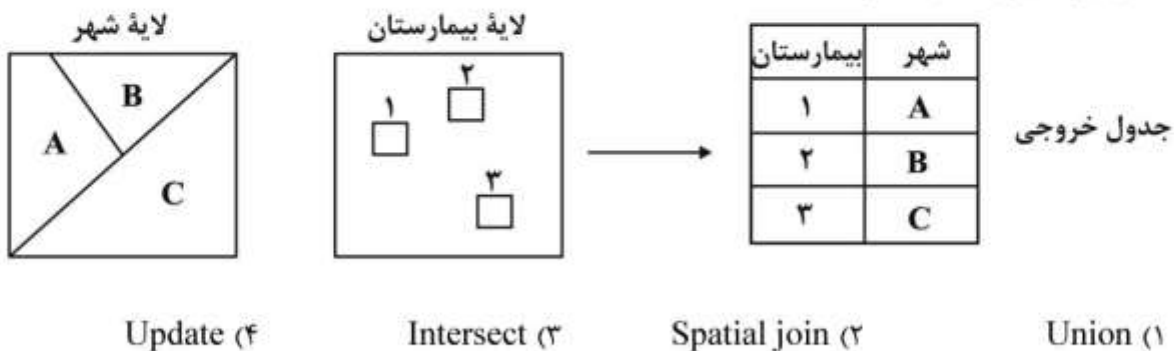 لایهٔ شهر
A
B
C
لایهٔ بیمارستان
۱
۲
۳
شهر بیمارستان
A ۱
B ۲
C ۳
جدول خروجی
۱) Union ۲) Spatial join ۳) Intersect ۴) Update